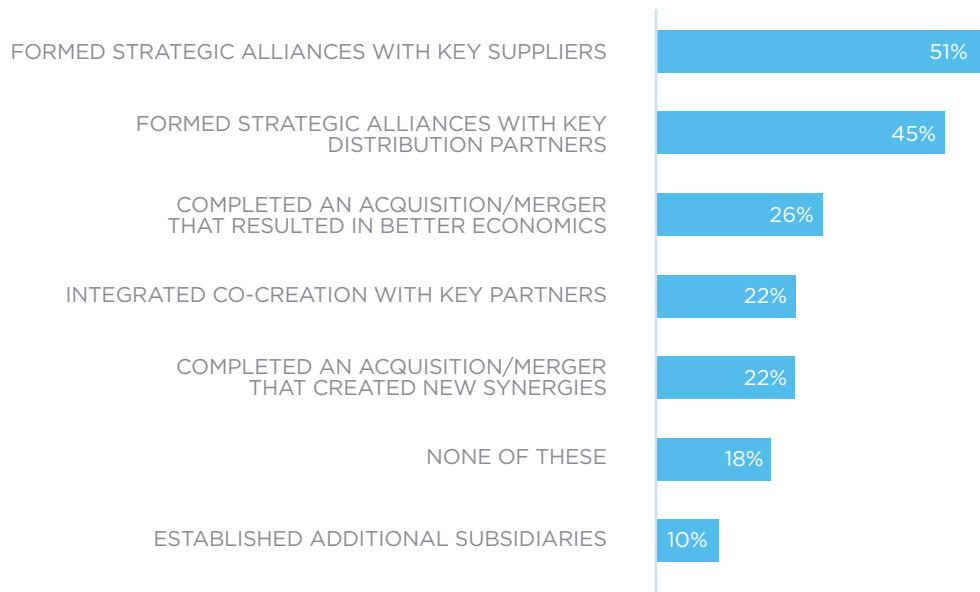 FORMED STRATEGIC ALLIANCES WITH KEY SUPPLIERS
51%
FORMED STRATEGIC ALLIANCES WITH KEY
DISTRIBUTION PARTNERS
45%
COMPLETED AN ACQUISITION/MERGER
THAT RESULTED IN BETTER ECONOMICS
26%
INTEGRATED CO-CREATION WITH KEY PARTNERS
22%
COMPLETED AN ACQUISITION/MERGER
THAT CREATED NEW SYNERGIES
22%
NONE OF THESE
18%
ESTABLISHED ADDITIONAL SUBSIDIARIES
10%